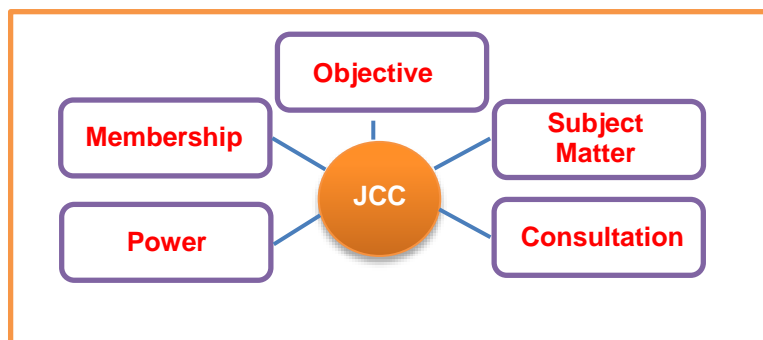 Objective
Membership
Subject
Matter
JCC
Power
Consultation